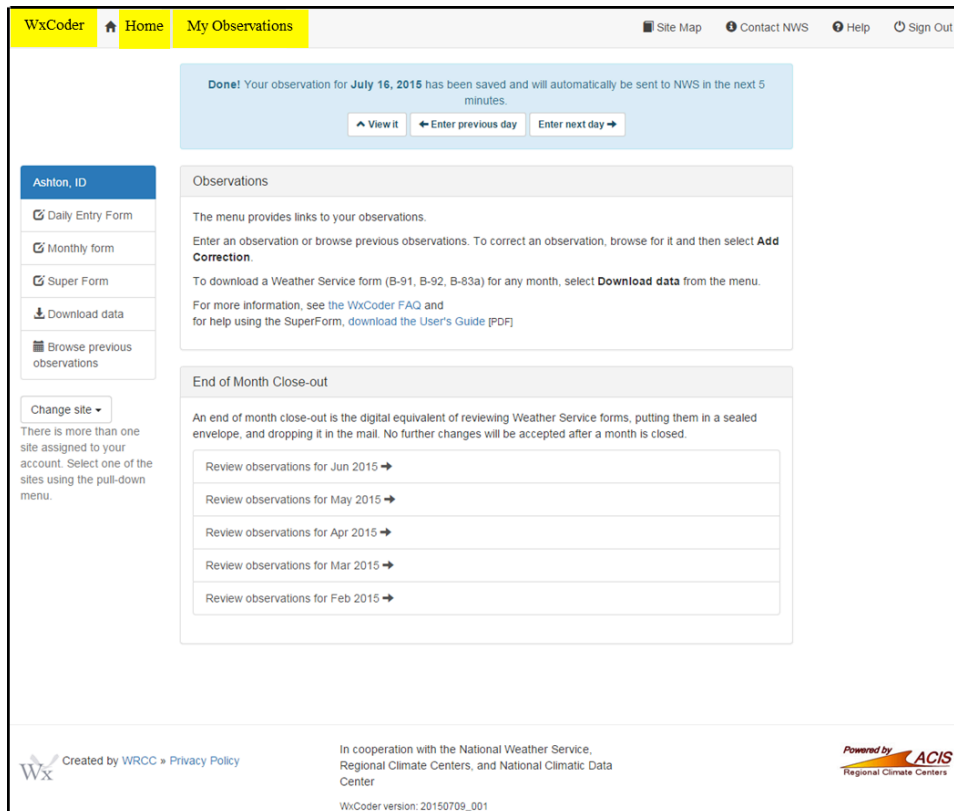 WxCoder Home My Observations Site Map Contact NWS Help Sign Out
Done! Your observation for July 16, 2015 has been saved and will automatically be sent to NWS in the next 5
minutes.
View it Enter previous day Enter next day
Ashton, ID
Daily Entry Form
Monthly form
Super Form
Download data
Browse previous
observations
Change site
There is more than one
site assigned to your
account. Select one of the
sites using the pull-down
menu.
Observations
The menu provides links to your observations.
Enter an observation or browse previous observations. To correct an observation, browse for it and then select Add
Correction.
To download a Weather Service form (B-91, B-92, B-83a) for any month, select Download data from the menu.
For more information, see the WxCoder FAQ and
for help using the SuperForm, download the User's Guide [PDF]
End of Month Close-out
An end of month close-out is the digital equivalent of reviewing Weather Service forms, putting them in a sealed
envelope, and dropping it in the mail. No further changes will be accepted after a month is closed.
Review observations for Jun 2015
Review observations for May 2015
Review observations for Apr 2015
Review observations for Mar 2015
Review observations for Feb 2015
Wx Created by WRCC » Privacy Policy
In cooperation with the National Weather Service,
Regional Climate Centers, and National Climatic Data
Center
WxCoder version: 20150709_001
Powered by
ACIS
Regional Climate Centers